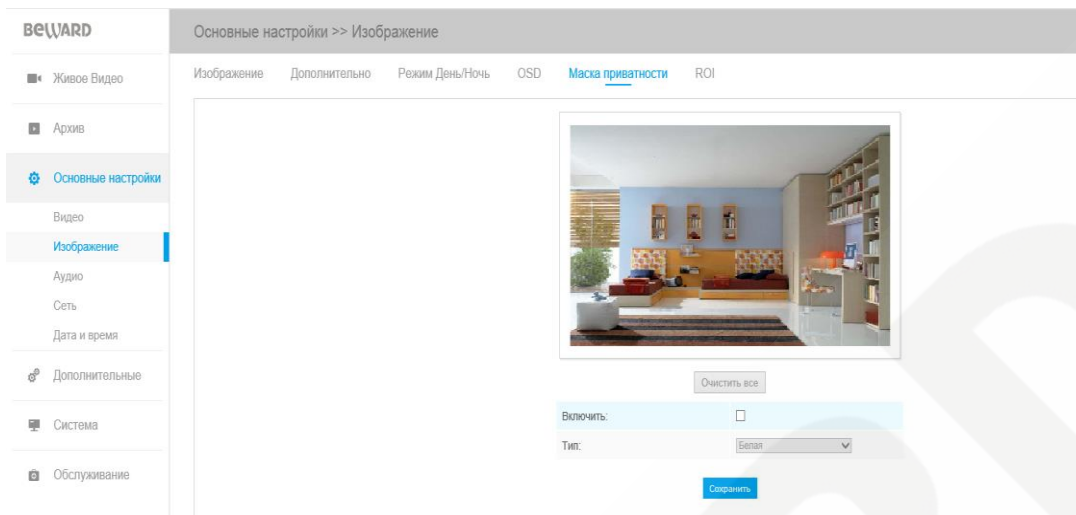 BEWARD
Основные настройки >> Изображение
Живое Видео
Архив
Основные настройки
Видео
Изображение
Аудио
Сеть
Дата и время
Дополнительные
Система
Обслуживание
Изображение Дополнительно Режим День/Ночь OSD Маска приватности ROI
Очистить все
Включить:
Тип: Белая
Сохранить